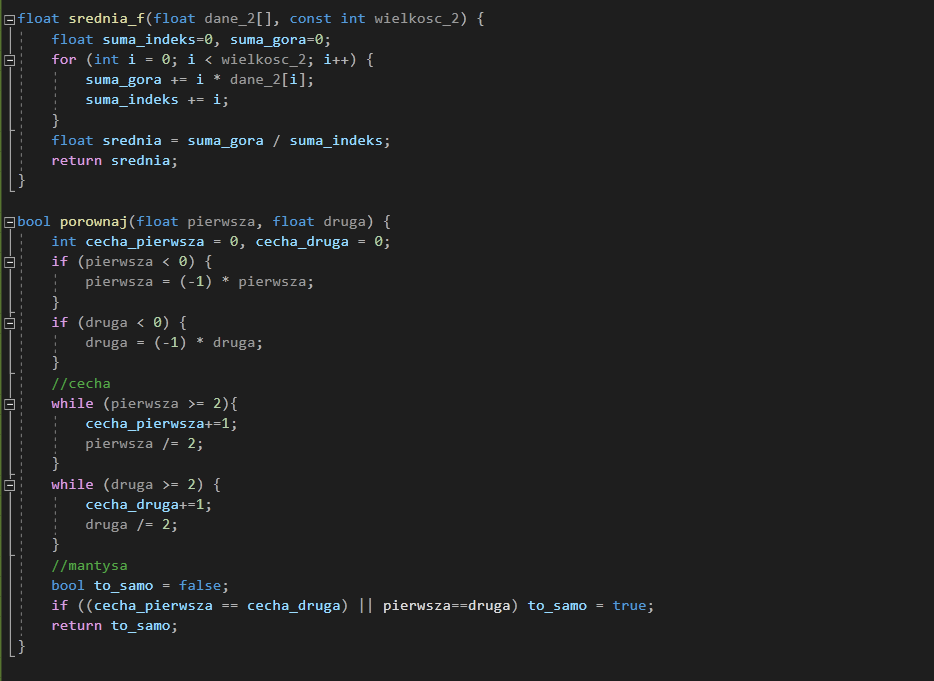 float srednia_f(float dane_2[], const int wielkosc_2) {
    float suma_indeks=0, suma_gora=0;
    for (int i = 0; i < wielkosc_2; i++) {
        suma_gora += i * dane_2[i];
        suma_indeks += i;
    }
    float srednia = suma_gora / suma_indeks;
    return srednia;
}

bool porownaj(float pierwsza, float druga) {
    int cecha_pierwsza = 0, cecha_druga = 0;
    if (pierwsza < 0) {
        pierwsza = (-1) * pierwsza;
    }
    if (druga < 0) {
        druga = (-1) * druga;
    }
    //cecha
    while (pierwsza >= 2){
        cecha_pierwsza+=1;
        pierwsza /= 2;
    }
    while (druga >= 2) {
        cecha_druga+=1;
        druga /= 2;
    }
    //mantysa
    bool to_samo = false;
    if ((cecha_pierwsza == cecha_druga) || pierwsza==druga) to_samo = true;
    return to_samo;
}